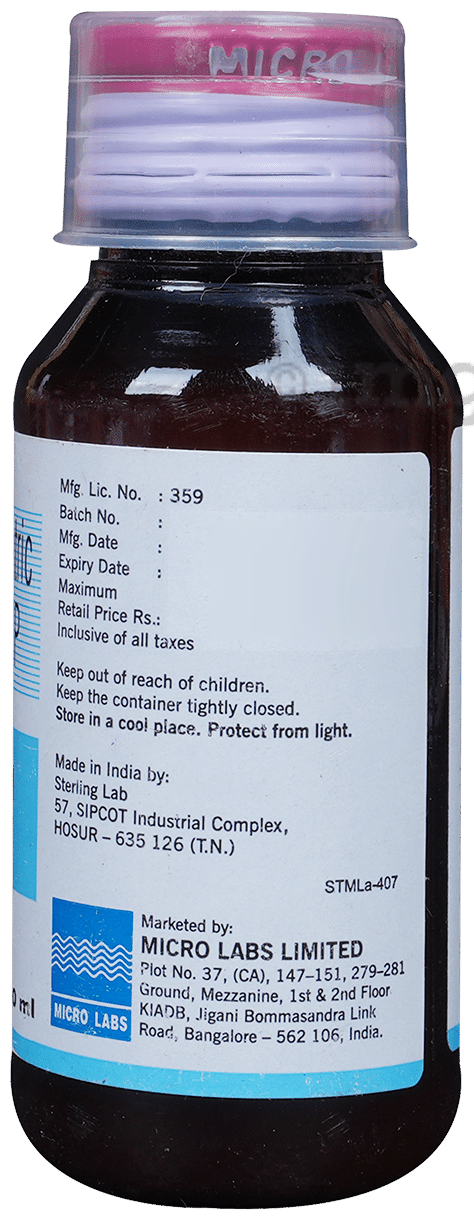 MICRO
Mfg. Lic. No. : 359
Batch No. :
Mfg. Date :
Expiry Date :
Maximum
Retail Price Rs.:
Inclusive of all taxes
Keep out of reach of children.
Keep the container tightly closed.
Store in a cool place. Protect from light.
Made in India by:
Sterling Lab
57, SIPCOT Industrial Complex,
HOSUR – 635 126 (T.N.)
STMLa-407
Marketed by:
MICRO LABS LIMITED
Plot No. 37, (CA), 147–151, 279-281
Ground, Mezzanine, 1st & 2nd Floor
KIADB, Jigani Bommasandra Link
Road, Bangalore – 562 106, India.
MICRO LABS
ml